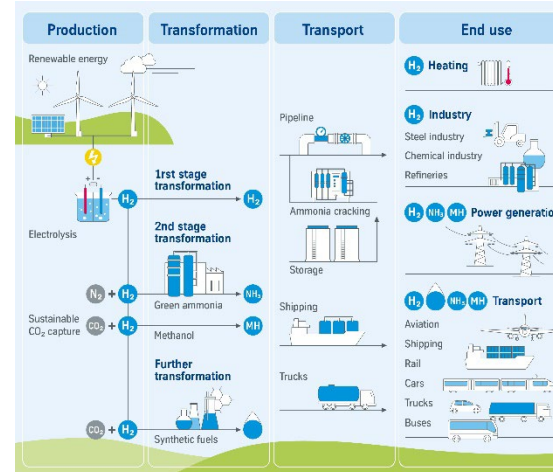 Production
Transformation
Transport
End use
Renewable energy
Electrolysis
H₂
1rst stage
transformation
H₂
2nd stage
transformation
N₂ + H₂
Green ammonia
NH₃
Sustainable
CO₂ capture
CO₂ + H₂
Methanol
MH
Further
transformation
CO₂ + H₂
Synthetic fuels
Pipeline
Ammonia cracking
Storage
Shipping
Trucks
H₂ Heating
H₂ Industry
Steel industry
Chemical industry
Refineries
H₂ NH₃ MH Power generatio
H₂ NH₃ MH Transport
Aviation
Shipping
Rail
Cars
Trucks
Buses